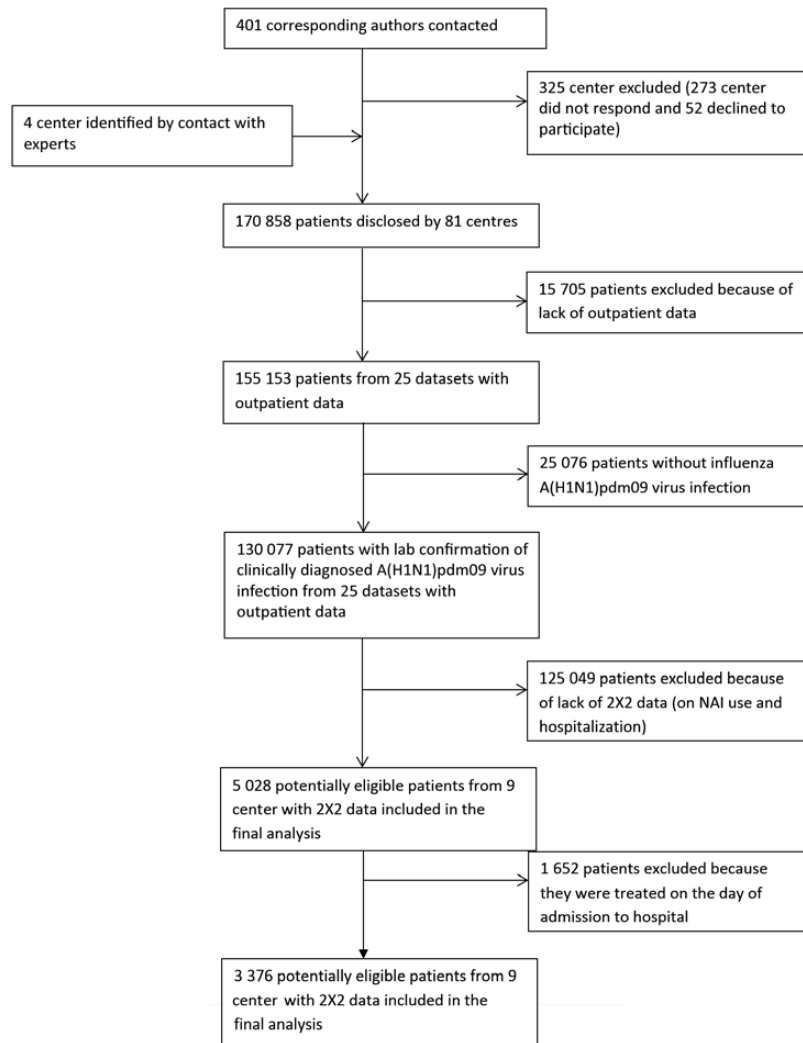 401 corresponding authors contacted
325 center excluded (273 center
did not respond and 52 declined to
participate)
4 center identified by contact with
experts
170 858 patients disclosed by 81 centres
15 705 patients excluded because of
lack of outpatient data
155 153 patients from 25 datasets with
outpatient data
25 076 patients without influenza
A(H1N1)pdm09 virus infection
130 077 patients with lab confirmation of
clinically diagnosed A(H1N1)pdm09 virus
infection from 25 datasets with
outpatient data
125 049 patients excluded because
of lack of 2X2 data (on NAI use and
hospitalization)
5 028 potentially eligible patients from 9
center with 2X2 data included in the
final analysis
1 652 patients excluded because
they were treated on the day of
admission to hospital
3 376 potentially eligible patients from 9
center with 2X2 data included in the
final analysis